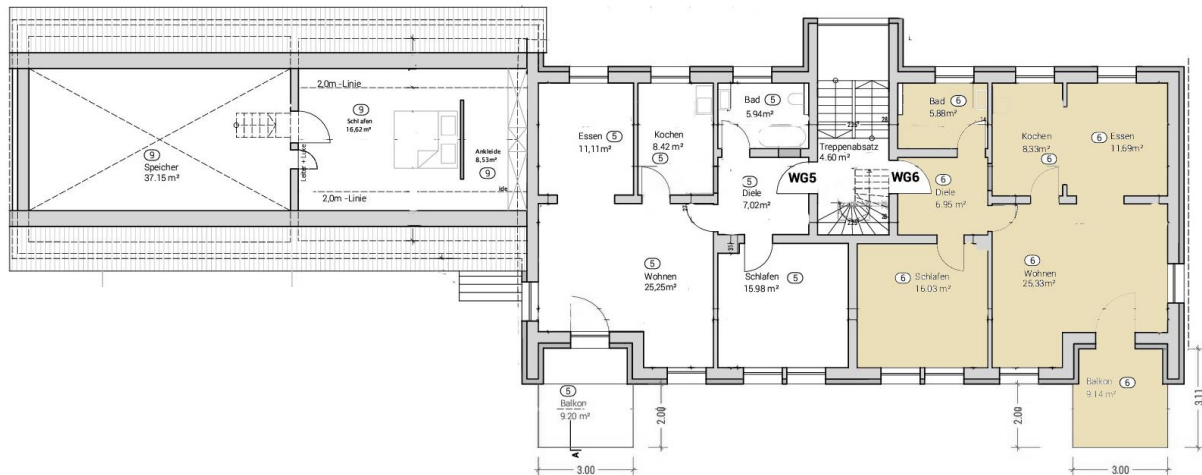 2,0m -Linie
9
Schlafen
16,62 m²
9
Speicher
37.15 m²
Leiter + Luke
Ankleide
8,53m²
9
2,0m -Linie
Essen 5
11,11m²
Kochen
8.42 m²
5
Bad 5
5.94m²
5
Diele
7,02m²
WG5
Treppenabsatz
4.60 m²
WG6
Bad 6
5.88m²
6
Diele
6.95 m²
Kochen
8,33m²
6
6 Essen
11,69m²
5
Wohnen
25,25m²
Schlafen
15.98 m² 5
6 Schlafen
16.03 m²
6
Wohnen
25,33m²
5
Balkon
9.20 m²
A
Balkon 6
9.14 m²
2.00
2.00
3.11
3.00
3.00